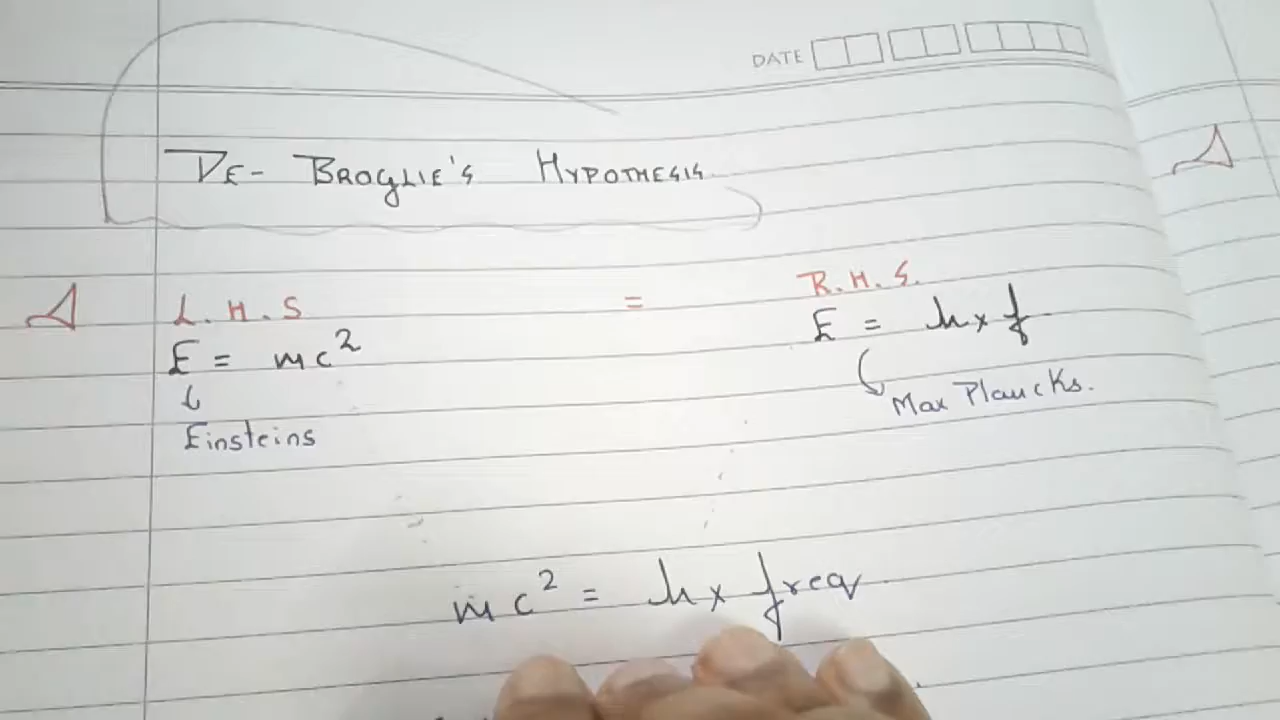 DATE
DE- BROGLIE'S HYPOTHESIS
L.H.S = R.H.S.
E = mc² E = h x f
Einsteins Max Plancks.
mc² = h x freq